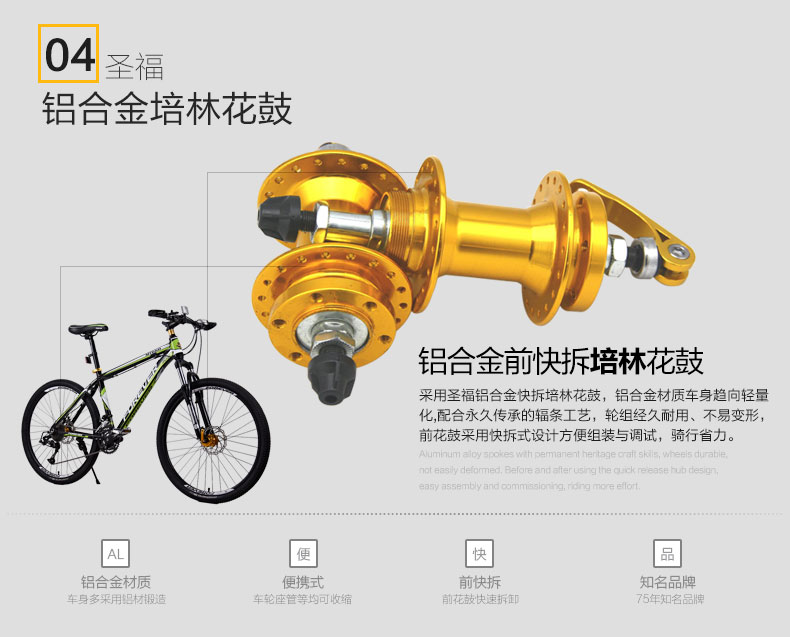 04 圣福
铝合金培林花鼓
铝合金前快拆培林花鼓
采用圣福铝合金快拆培林花鼓，铝合金材质车身趋向轻量
化,配合永久传承的辐条工艺，轮组经久耐用、不易变形，
前花鼓采用快拆式设计方便组装与调试，骑行省力。
Aluminum alloy spokes with permanent heritage craft skills, wheels durable,
not easily deformed. Before and after using the quick release hub design,
easy assembly and commissioning, riding more effort.
FOREVER
AL 便 快 品
铝合金材质 便携式 前快拆 知名品牌
车身多采用铝材锻造 车轮座管等均可收缩 前花鼓快速拆卸 75年知名品牌